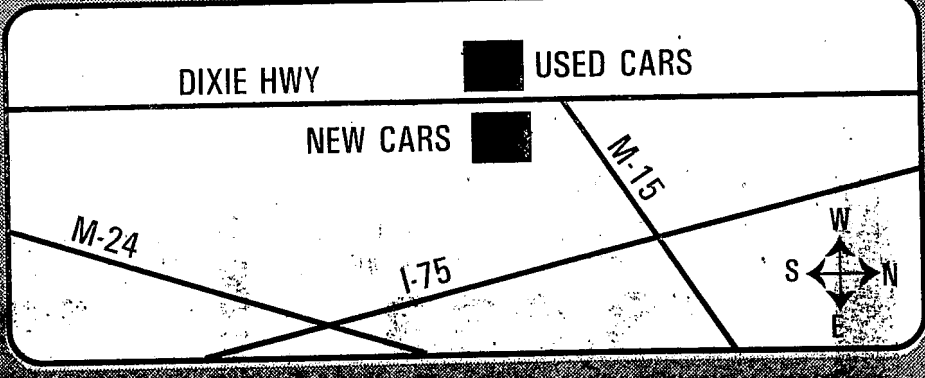 USED CARS
DIXIE HWY
NEW CARS
M-15
M-24
I-75
W
S N
E